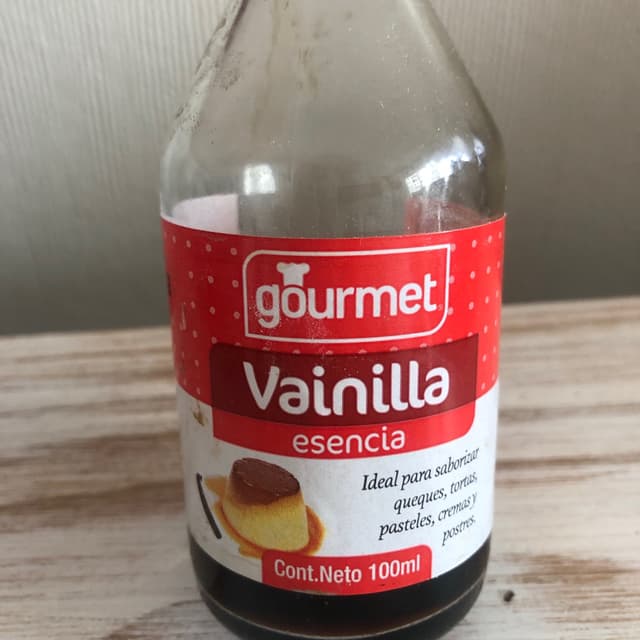 gourmet
Vainilla
esencia
Ideal para saborizar
queques, tortas,
pasteles, cremas y
postres.
Cont.Neto 100ml